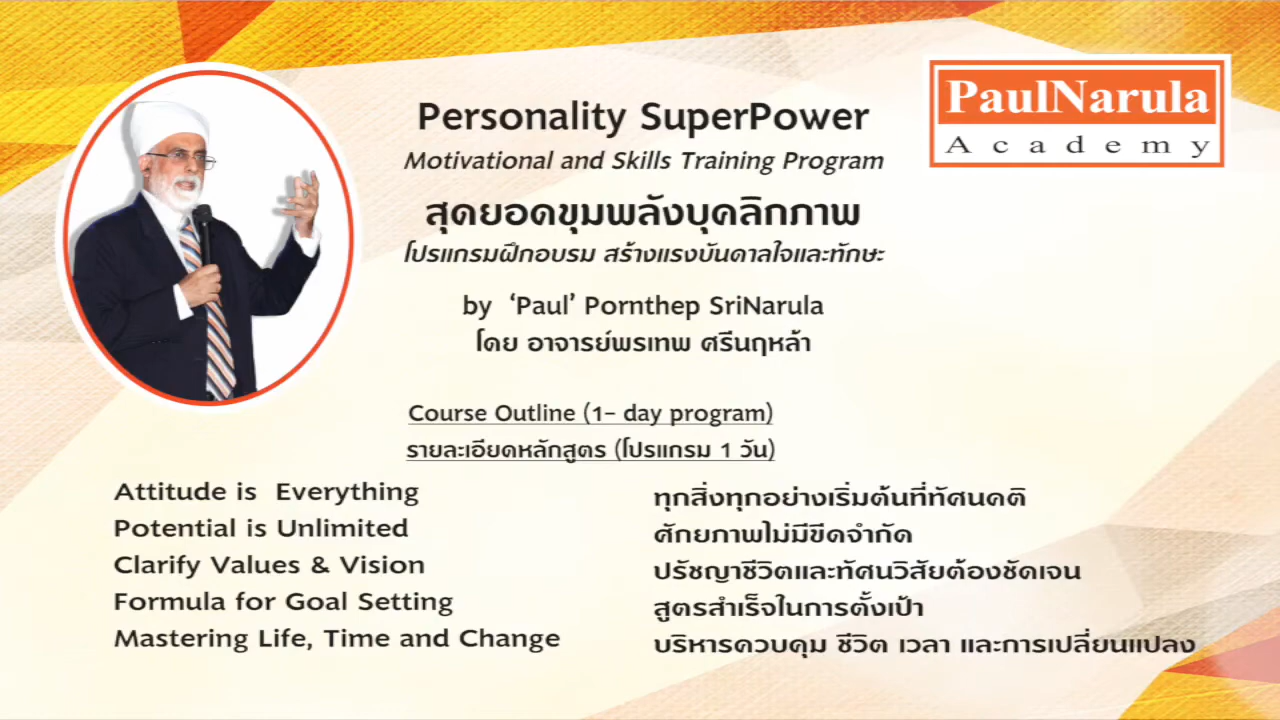 PaulNarula
Academy
Personality SuperPower
Motivational and Skills Training Program
สุดยอดขุมพลังบุคลิกภาพ
โปรแกรมฝึกอบรม สร้างแรงบันดาลใจและทักษะ
by ‘Paul’ Pornthep SriNarula
โดย อาจารย์พรเทพ ศรีนฤหล้า
Course Outline (1- day program)
รายละเอียดหลักสูตร (โปรแกรม 1 วัน)
Attitude is Everything
Potential is Unlimited
Clarify Values & Vision
Formula for Goal Setting
Mastering Life, Time and Change
ทุกสิ่งทุกอย่างเริ่มต้นที่ทัศนคติ
ศักยภาพไม่มีขีดจำกัด
ปรัชญาชีวิตและทัศนวิสัยต้องชัดเจน
สูตรสำเร็จในการตั้งเป้า
บริหารควบคุม ชีวิต เวลา และการเปลี่ยนแปลง